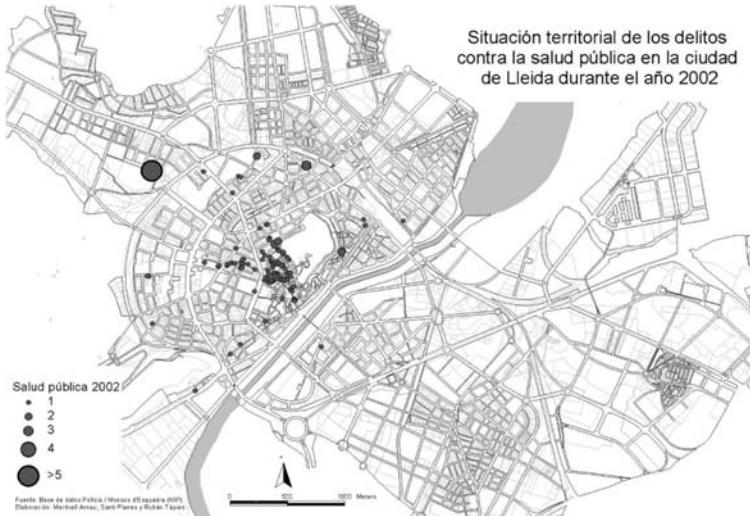 Situación territorial de los delitos
contra la salud pública en la ciudad
de Lleida durante el año 2002
Salud pública 2002
1
2
3
4
>5
Fuente: Base de datos Policía / Mossos d'Esquadra (NIP)
Elaboración: Meritxell Arnau, Santi Planes y Rubén Tàpies
0 500 1000 Meters